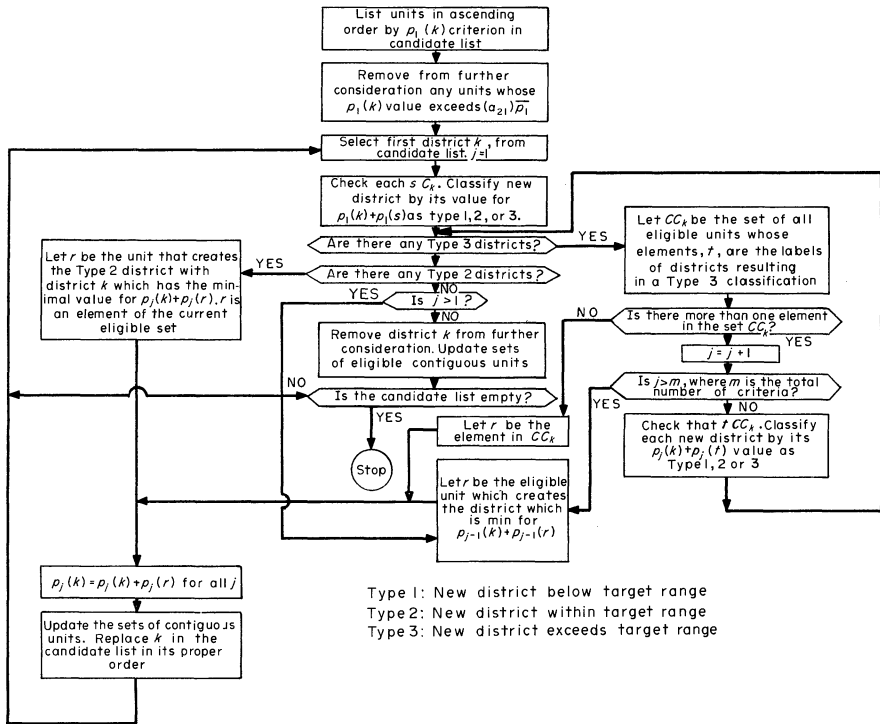 List units in ascending
order by p₁(k) criterion in
candidate list
Remove from further
consideration any units whose
p₁(k) value exceeds (α₂₁) p̅₁
Select first district k, from
candidate list. j=1
Check each s C_k. Classify new
district by its value for
p₁(k)+p₁(s) as type 1, 2, or 3.
Are there any Type 3 districts?
YES
Let CC_k be the set of all
eligible units whose
elements, t, are the labels
of districts resulting
in a Type 3 classification
Are there any Type 2 districts?
YES
Let r be the unit that creates
the Type 2 district with
district k which has the min-
imal value for p_j(k)+p_j(r), r is
an element of the current
eligible set
NO
YES
Is j > 1 ?
NO
Remove district k from further
consideration. Update sets
of eligible contiguous units
NO
Is the candidate list empty?
YES
Stop
NO
Is there more than one element
in the set CC_k?
YES
j = j + 1
Is j>m, where m is the total
number of criteria?
YES
NO
Check that t CC_k. Classify
each new district by its
p_j(k)+p_j(t) value as
Type 1, 2 or 3
Let r be the
element in CC_k
Let r be the eligible
unit which creates
the district which
is min for
p_{j-1}(k)+p_{j-1}(r)
p_j(k)=p_j(k)+p_j(r) for all j
Update the sets of contiguous
units. Replace k in the
candidate list in its proper
order
Type 1: New district below target range
Type 2: New district within target range
Type 3: New district exceeds target range